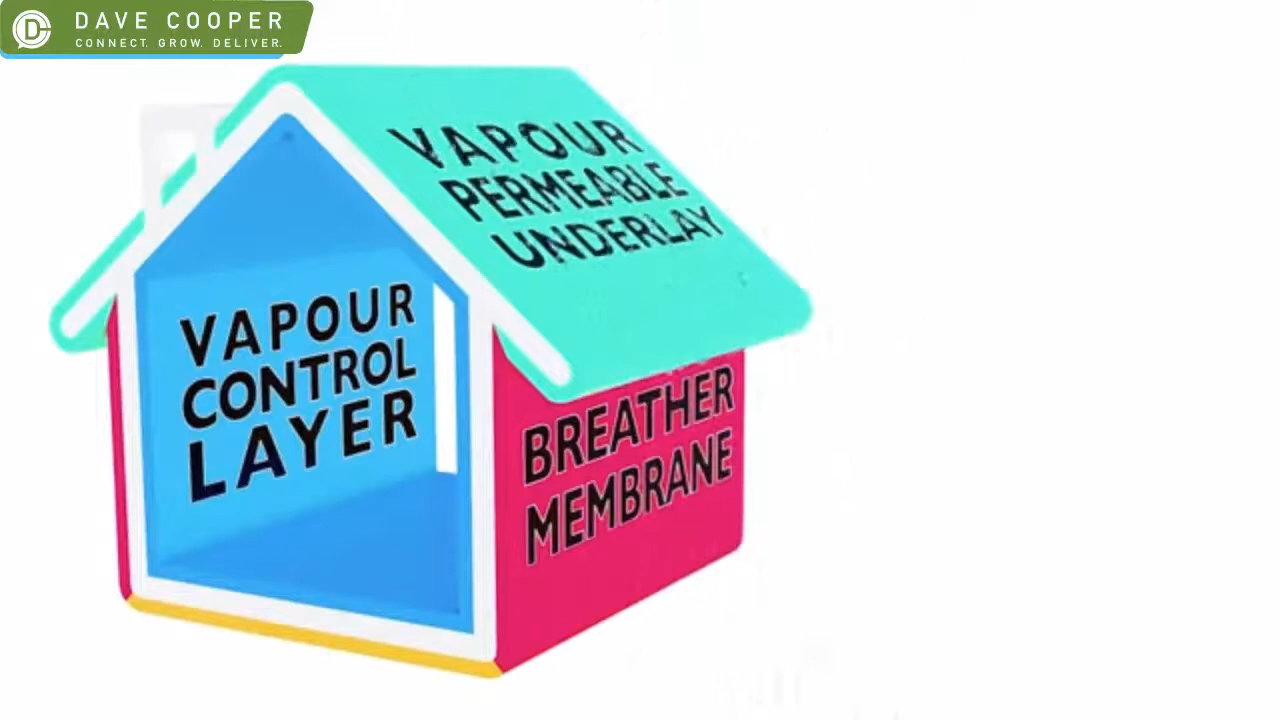 DAVE COOPER
CONNECT. GROW. DELIVER.
VAPOUR
PERMEABLE
UNDERLAY
VAPOUR
CONTROL
LAYER
BREATHER
MEMBRANE